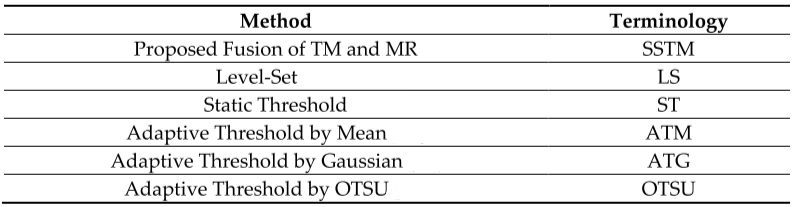 Method Terminology
Proposed Fusion of TM and MR SSTM
Level-Set LS
Static Threshold ST
Adaptive Threshold by Mean ATM
Adaptive Threshold by Gaussian ATG
Adaptive Threshold by OTSU OTSU